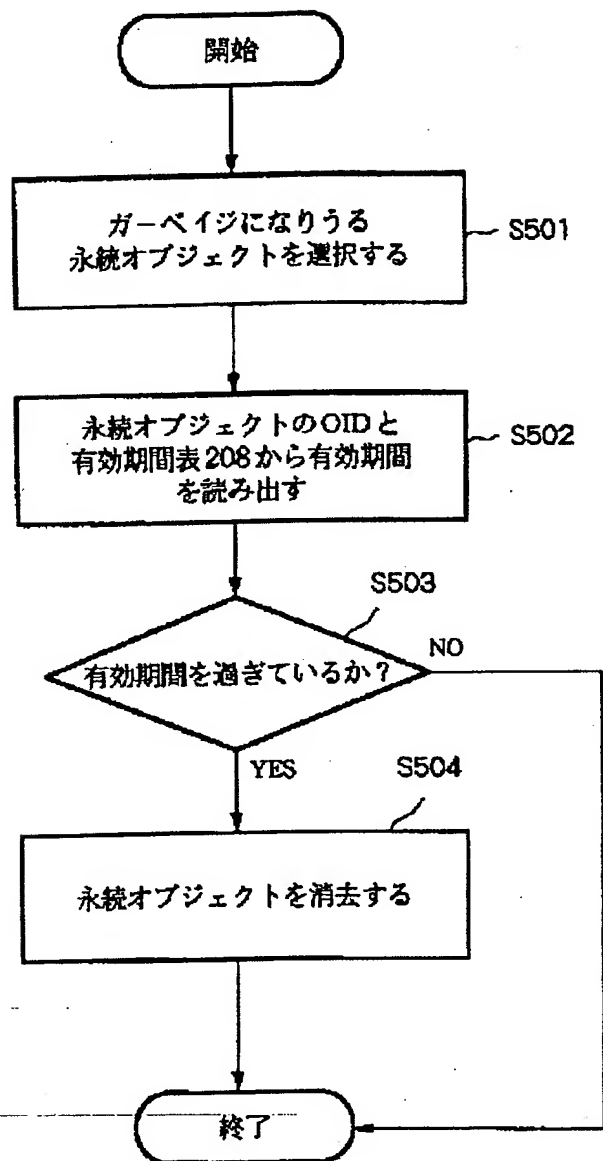 開始
ガーベイジになりうる
永続オブジェクトを選択する
S501
永続オブジェクトのOIDと
有効期間表208から有効期間
を読み出す
S502
S503
有効期間を過ぎているか?
NO
YES
S504
永続オブジェクトを消去する
終了